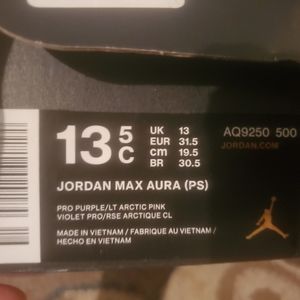 13 5 C
UK 13
EUR 31.5
cm 19.5
BR 30.5
AQ9250 500
JORDAN.COM
JORDAN MAX AURA (PS)
PRO PURPLE/LT ARCTIC PINK
VIOLET PRO/RSE ARCTIQUE CL
MADE IN VIETNAM / FABRIQUE AU VIETNAM /
HECHO EN VIETNAM